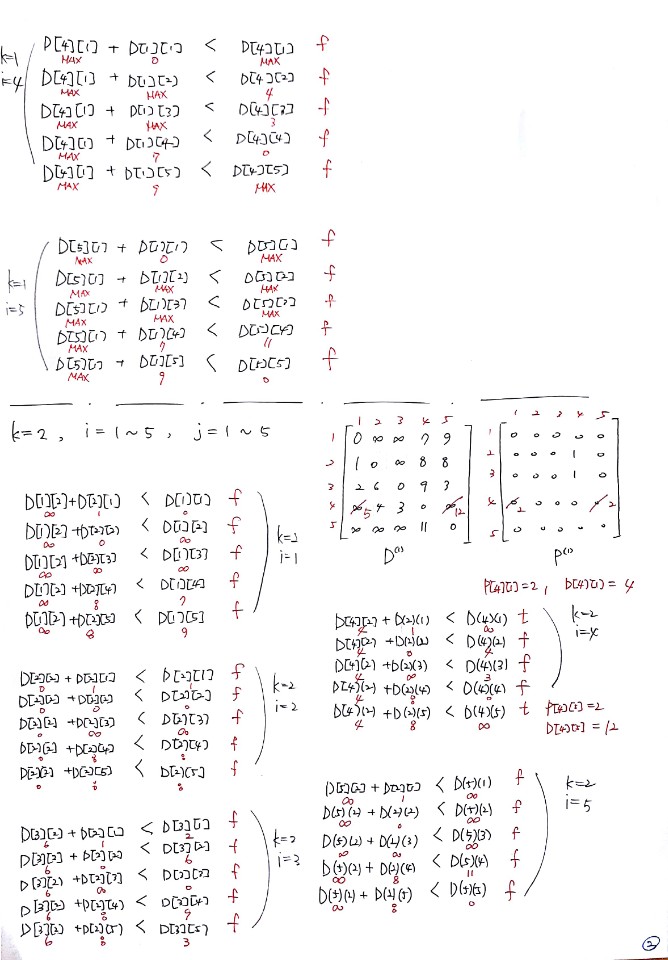 k=1
i=4
D[4][1] + D[1][1] < D[4][1] f
MAX 0 MAX
D[4][1] + D[1][2] < D[4][2] f
MAX MAX 4
D[4][1] + D[1][3] < D[4][3] f
MAX MAX 3
D[4][1] + D[1][4] < D[4][4] f
MAX 7 0
D[4][1] + D[1][5] < D[4][5] f
MAX 9 MAX
k=1
i=5
D[5][1] + D[1][1] < D[5][1] f
MAX 0 MAX
D[5][1] + D[1][2] < D[5][2] f
MAX MAX MAX
D[5][1] + D[1][3] < D[5][3] f
MAX MAX MAX
D[5][1] + D[1][4] < D[5][4] f
MAX 7 11
D[5][1] + D[1][5] < D[5][5] f
MAX 9 0
k=2, i=1~5, j=1~5
1 2 3 4 5
1 0 ∞ ∞ 7 9
2 1 0 ∞ 8 8
3 2 6 0 9 3
4 ∞ 5 4 3 0 ∞ 12
5 ∞ ∞ ∞ 11 0
D⁽¹⁾
1 2 3 4 5
1 0 0 0 0 0
2 0 0 0 1 0
3 0 0 0 1 0
4 0 2 0 0 0 0 2
5 0 0 0 0 0
P⁽¹⁾
D[1][2]+D[2][1] < D[1][1] f
∞ 1 0
D[1][2]+D[2][2] < D[1][2] f
∞ 0 ∞
D[1][2]+D[2][3] < D[1][3] f
∞ ∞ ∞
D[1][2]+D[2][4] < D[1][4] f
∞ 8 7
D[1][2]+D[2][5] < D[1][5] f
∞ 8 9
k=2
i=1
P[4][1]=2, D[4][1]=4
D[4][2]+D(2)(1) < D(4)(1) t
4 1 ∞
D[4][2]+D(2)(2) < D(4)(2) f
4 0 4
D[4][2]+D(2)(3) < D(4)(3) f
4 ∞ 3
D[4](2)+D(2)(4) < D(4)(4) f
4 8 0
D(4)(2)+D(2)(5) < D(4)(5) t
4 8 ∞
k=2
i=4
P[4][5]=2
D[4][5]=12
D[2][2]+D[2][1] < D[2][1] f
0 1 1
D[2][2]+D[2][2] < D[2][2] f
0 0 0
D[2][2]+D[2][3] < D[2][3] f
0 ∞ ∞
D[2][2]+D[2][4] < D[2][4] f
0 8 8
D[2][2]+D[2][5] < D[2][5] f
0 8 8
k=2
i=2
D[5][2]+D[2][1] < D(5)(1) f
∞ 1 ∞
D(5)(2)+D(2)(2) < D(5)(2) f
∞ 0 ∞
D(5)(2)+D(2)(3) < D(5)(3) f
∞ ∞ ∞
D(5)(2)+D(2)(4) < D(5)(4) f
∞ 8 11
D(5)(2)+D(2)(5) < D(5)(5) f
∞ 8 0
k=2
i=5
D[3][2]+D[2][1] < D[3][1] f
6 1 2
D[3][2]+D[2][2] < D[3][2] f
6 0 6
D[3][2]+D[2][3] < D[3][3] f
6 ∞ 0
D[3][2]+D[2][4] < D[3][4] f
6 8 9
D[3][2]+D[2][5] < D[3][5] f
6 8 3
k=2
i=3
2